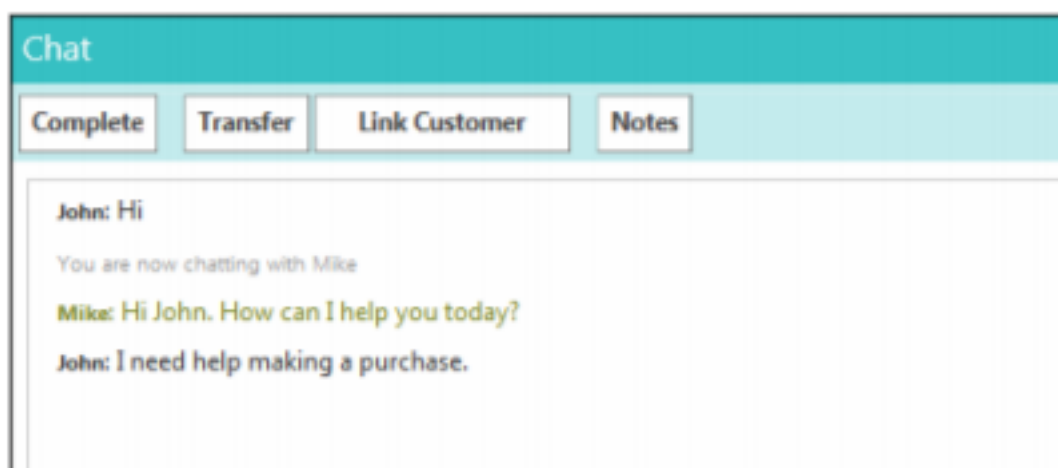 Chat
Complete Transfer Link Customer Notes
John: Hi
You are now chatting with Mike
Mike: Hi John. How can I help you today?
John: I need help making a purchase.